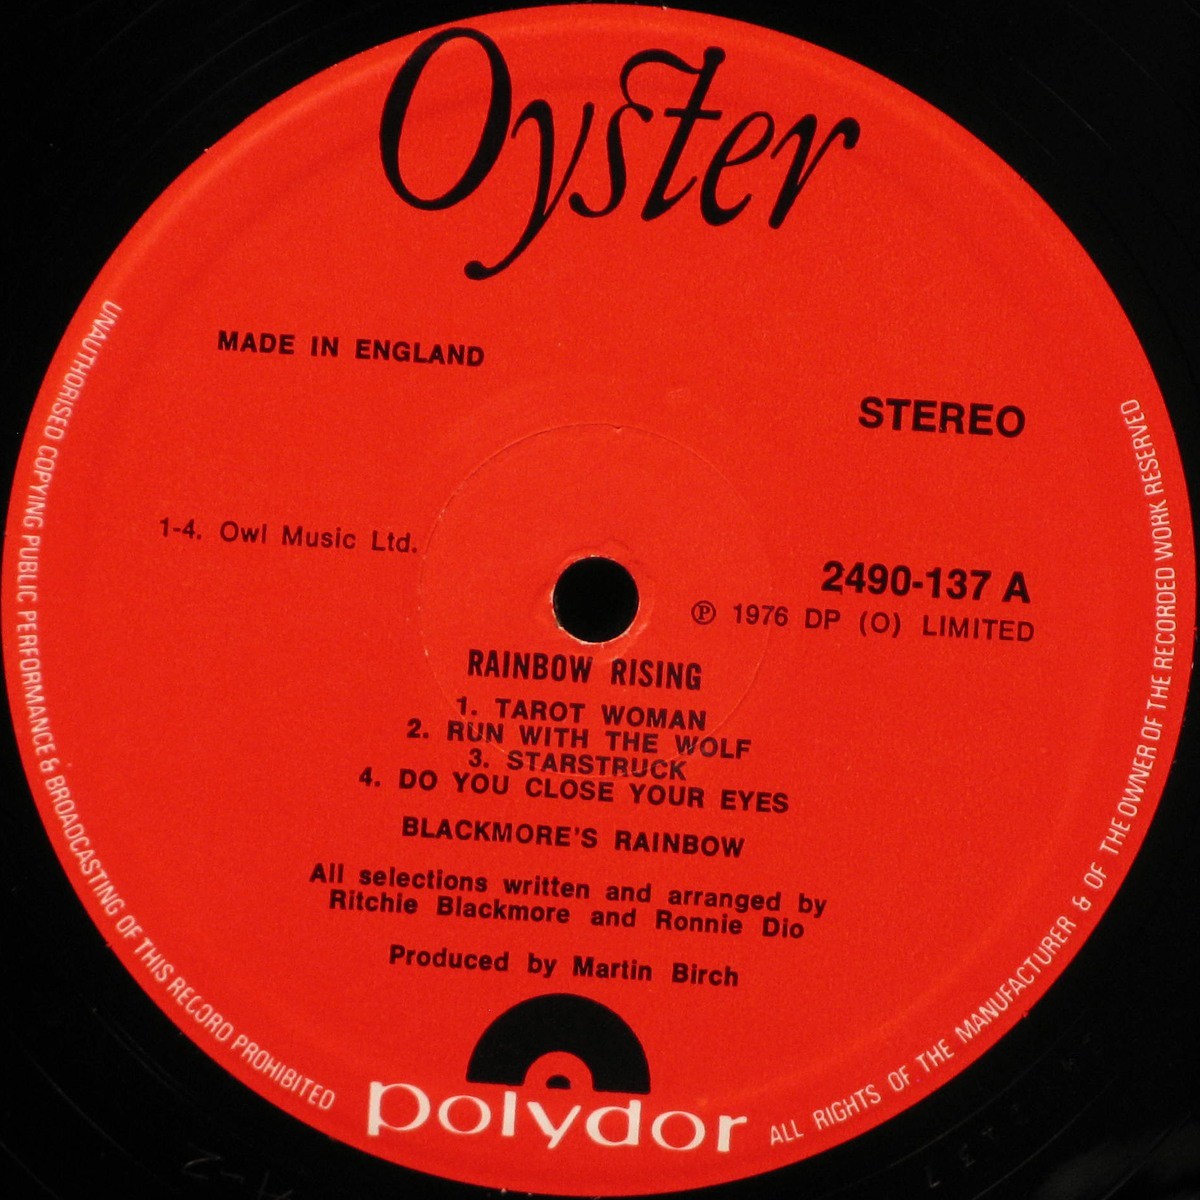 Oyster
MADE IN ENGLAND
STEREO
1-4. Owl Music Ltd.
2490-137 A
℗ 1976 DP (O) LIMITED
RAINBOW RISING
1. TAROT WOMAN
2. RUN WITH THE WOLF
3. STARSTRUCK
4. DO YOU CLOSE YOUR EYES
BLACKMORE'S RAINBOW
All selections written and arranged by
Ritchie Blackmore and Ronnie Dio
Produced by Martin Birch
polydor
ALL RIGHTS OF THE MANUFACTURER & OF THE OWNER OF THE RECORDED WORK RESERVED
UNAUTHORISED COPYING PUBLIC PERFORMANCE & BROADCASTING OF THIS RECORD PROHIBITED